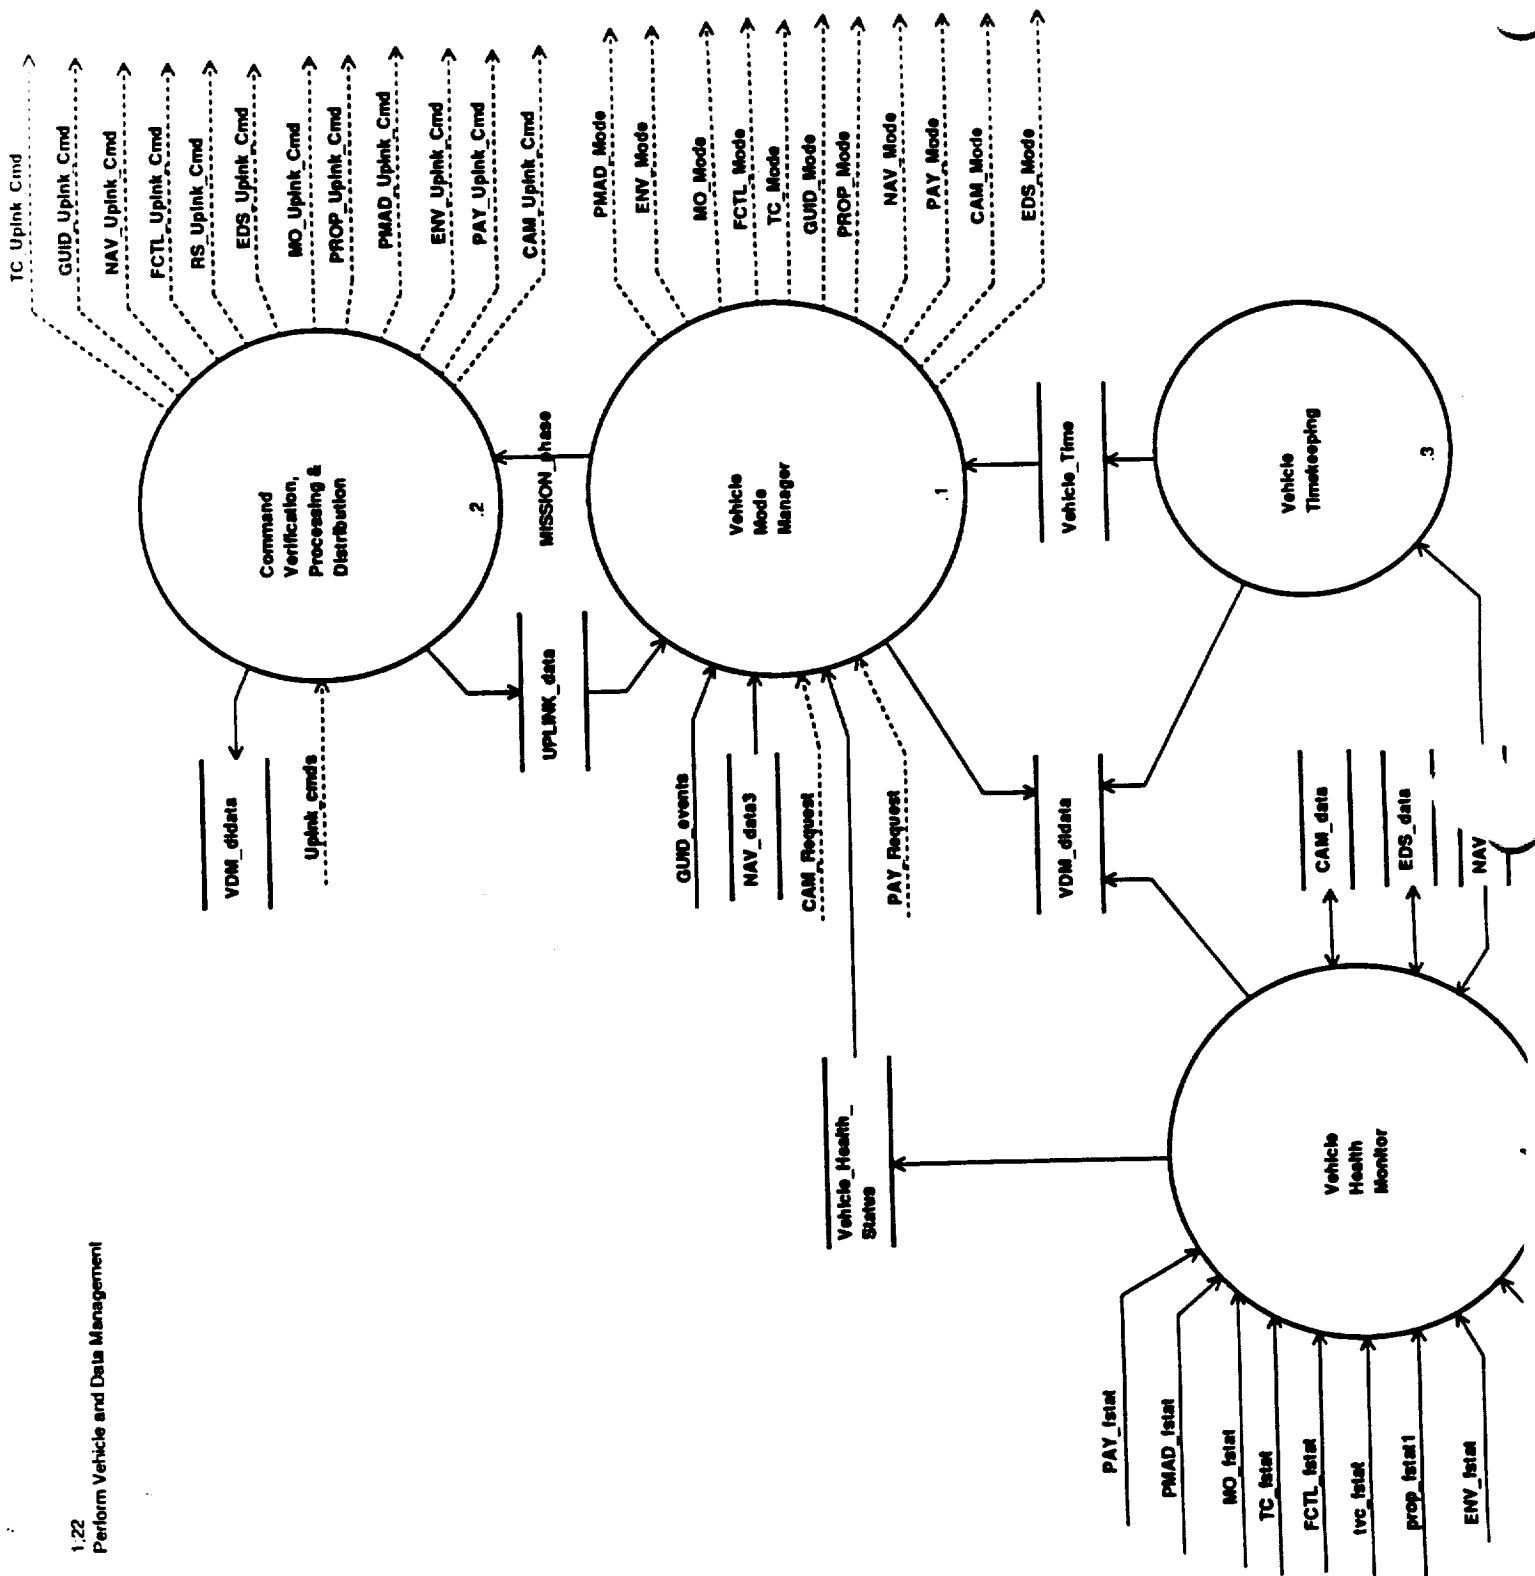 1;22
Perform Vehicle and Data Management
TC_Uplnk_Cmd
GUID_Uplnk_Cmd
NAV_Uplnk_Cmd
FCTL_Uplnk_Cmd
RS_Uplnk_Cmd
EDS_Uplnk_Cmd
MO_Uplnk_Cmd
PROP_Uplnk_Cmd
PMAD_Uplnk_Cmd
ENV_Uplnk_Cmd
PAY_Uplnk_Cmd
CAM_Uplnk_Cmd
Command
Verification,
Processing &
Distribution
.2
VDM_dldata
Uplnk_cmds
UPLINK_data
MISSION_phase
PMAD_Mode
ENV_Mode
MO_Mode
FCTL_Mode
TC_Mode
GUID_Mode
PROP_Mode
NAV_Mode
PAY_Mode
CAM_Mode
EDS_Mode
Vehicle
Mode
Manager
.1
GUID_events
NAV_data3
CAM_Request
PAY_Request
Vehicle_Time
Vehicle
Timekeeping
.3
VDM_dldata
CAM_data
EDS_data
NAV
Vehicle_Health_
Status
Vehicle
Health
Monitor
PAY_fstat
PMAD_fstat
MO_fstat
TC_fstat
FCTL_fstat
tvc_fstat
prop_fstat1
ENV_fstat